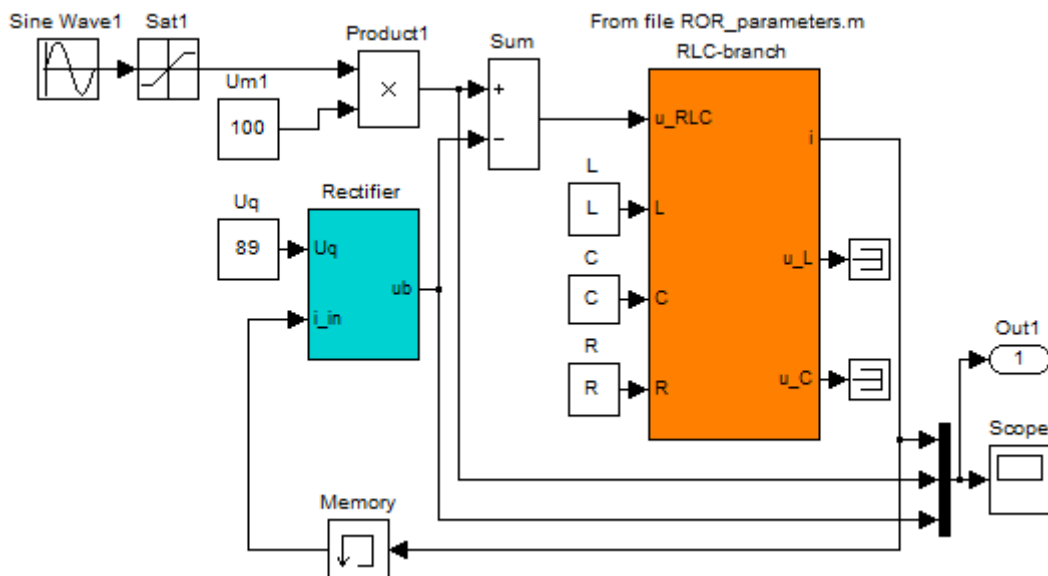 Sine Wave1
Sat1
Product1
Sum
From file ROR_parameters.m
RLC-branch
Um1
×
100
+
−
u_RLC
i
L
L
L
Uq
Rectifier
89
Uq
ub
i_in
C
C
C
u_L
R
R
R
u_C
Out1
1
Scope
Memory